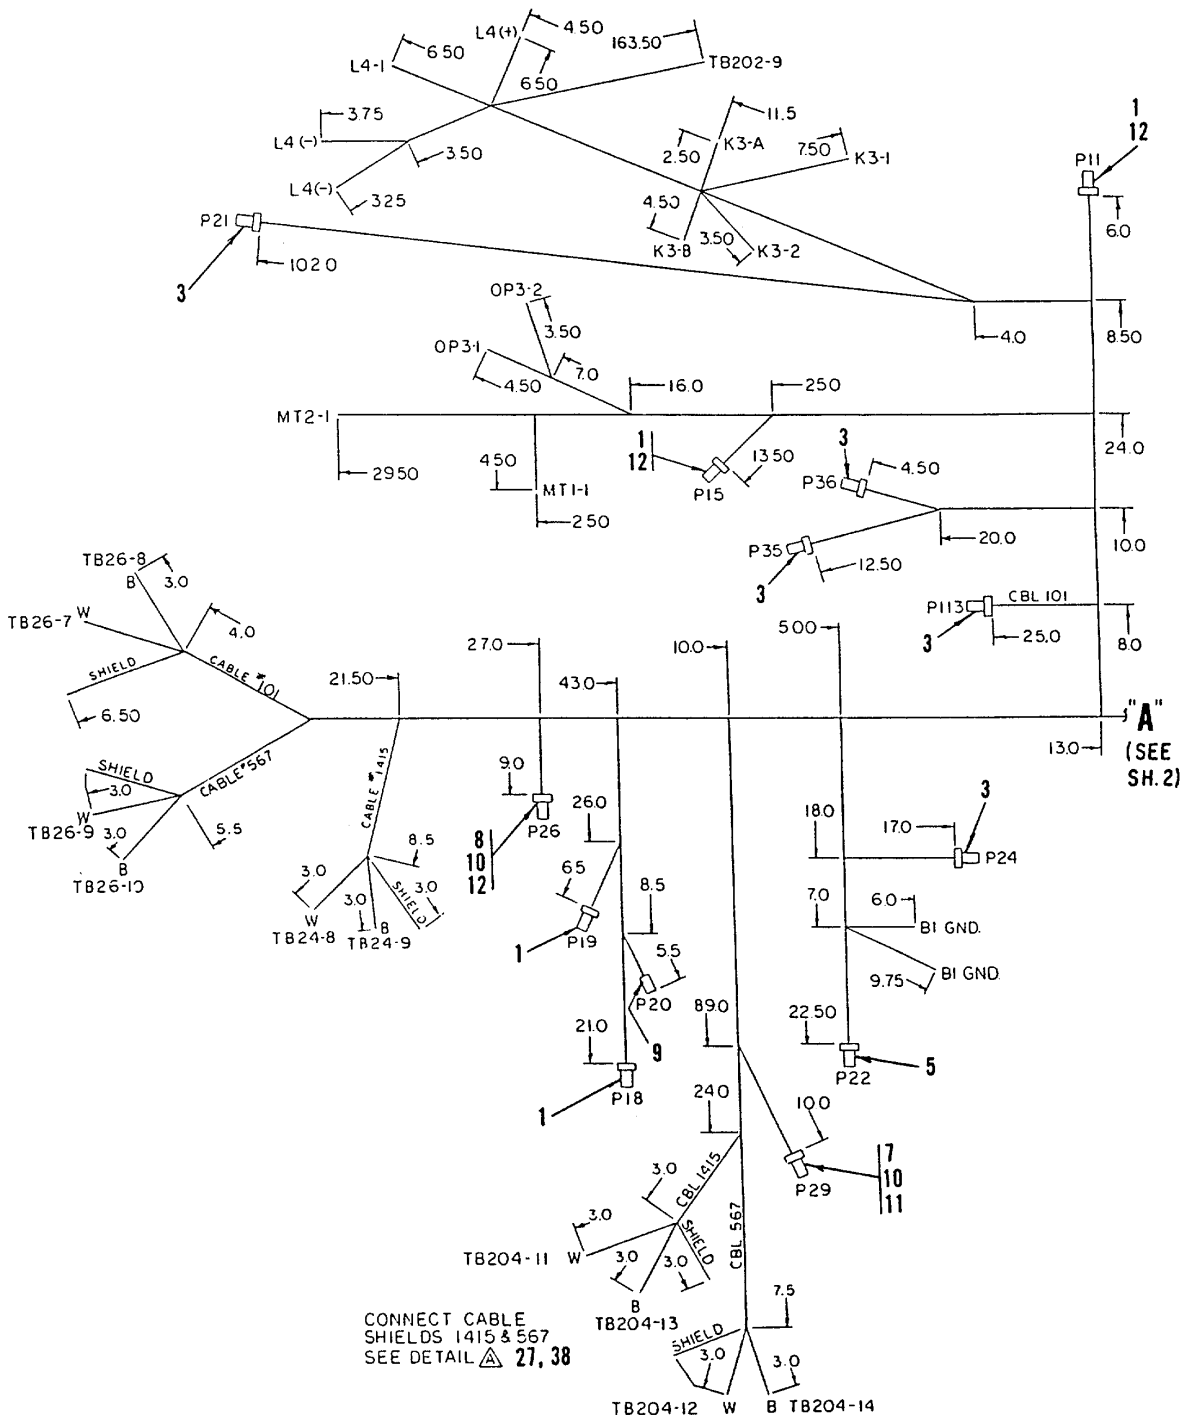 L4(+)
4.50
163.50
6 50
L4-1
6 50
TB202-9
3.75
11.5
1
12
L4(-)
3.50
2.50
K3-A
7.50
K3-1
P11
L4(-)
3 25
4.50
6.0
P21
3.50
K3-B
K3-2
102 0
3
OP3-2
3.50
4.0
8.50
OP3-1
7.0
4.50
16.0
25 0
MT2-1
1
12
24.0
29 50
4 50
13 50
3
4.50
P36
MT1-1
P15
2 50
TB26-8
B
3.0
P35
20.0
10.0
12.50
3
TB26-7
W
CBL 101
P113
4.0
50 0
3
25.0
8.0
SHIELD
27.0
10.0
CABLE #101
21.50
43.0
6.50
"A"
(SEE
SH. 2)
13.0
SHIELD
CABLE #567
CABLE #1415
3.0
9.0
W
TB26-9
3.0
5.5
26.0
18.0
17.0
3
P26
P24
8
10
12
B
TB26-10
8.5
3.0
6 5
8.5
7.0
6.0
SHIELD
3.0
3.0
B1 GND.
W
B
TB24-8
TB24-9
P19
1
5.5
B1 GND.
9.75
P20
89.0
22.50
21.0
9
P22
5
P18
1
24.0
10.0
7
10
11
3.0
CBL 1415
P29
3.0
SHIELD
CBL 567
TB204-11
W
3.0
3.0
B
TB204-13
7.5
CONNECT CABLE
SHIELDS 1415 & 567
SEE DETAIL A 27, 38
SHIELD
3.0
3.0
TB204-12
W
B
TB204-14